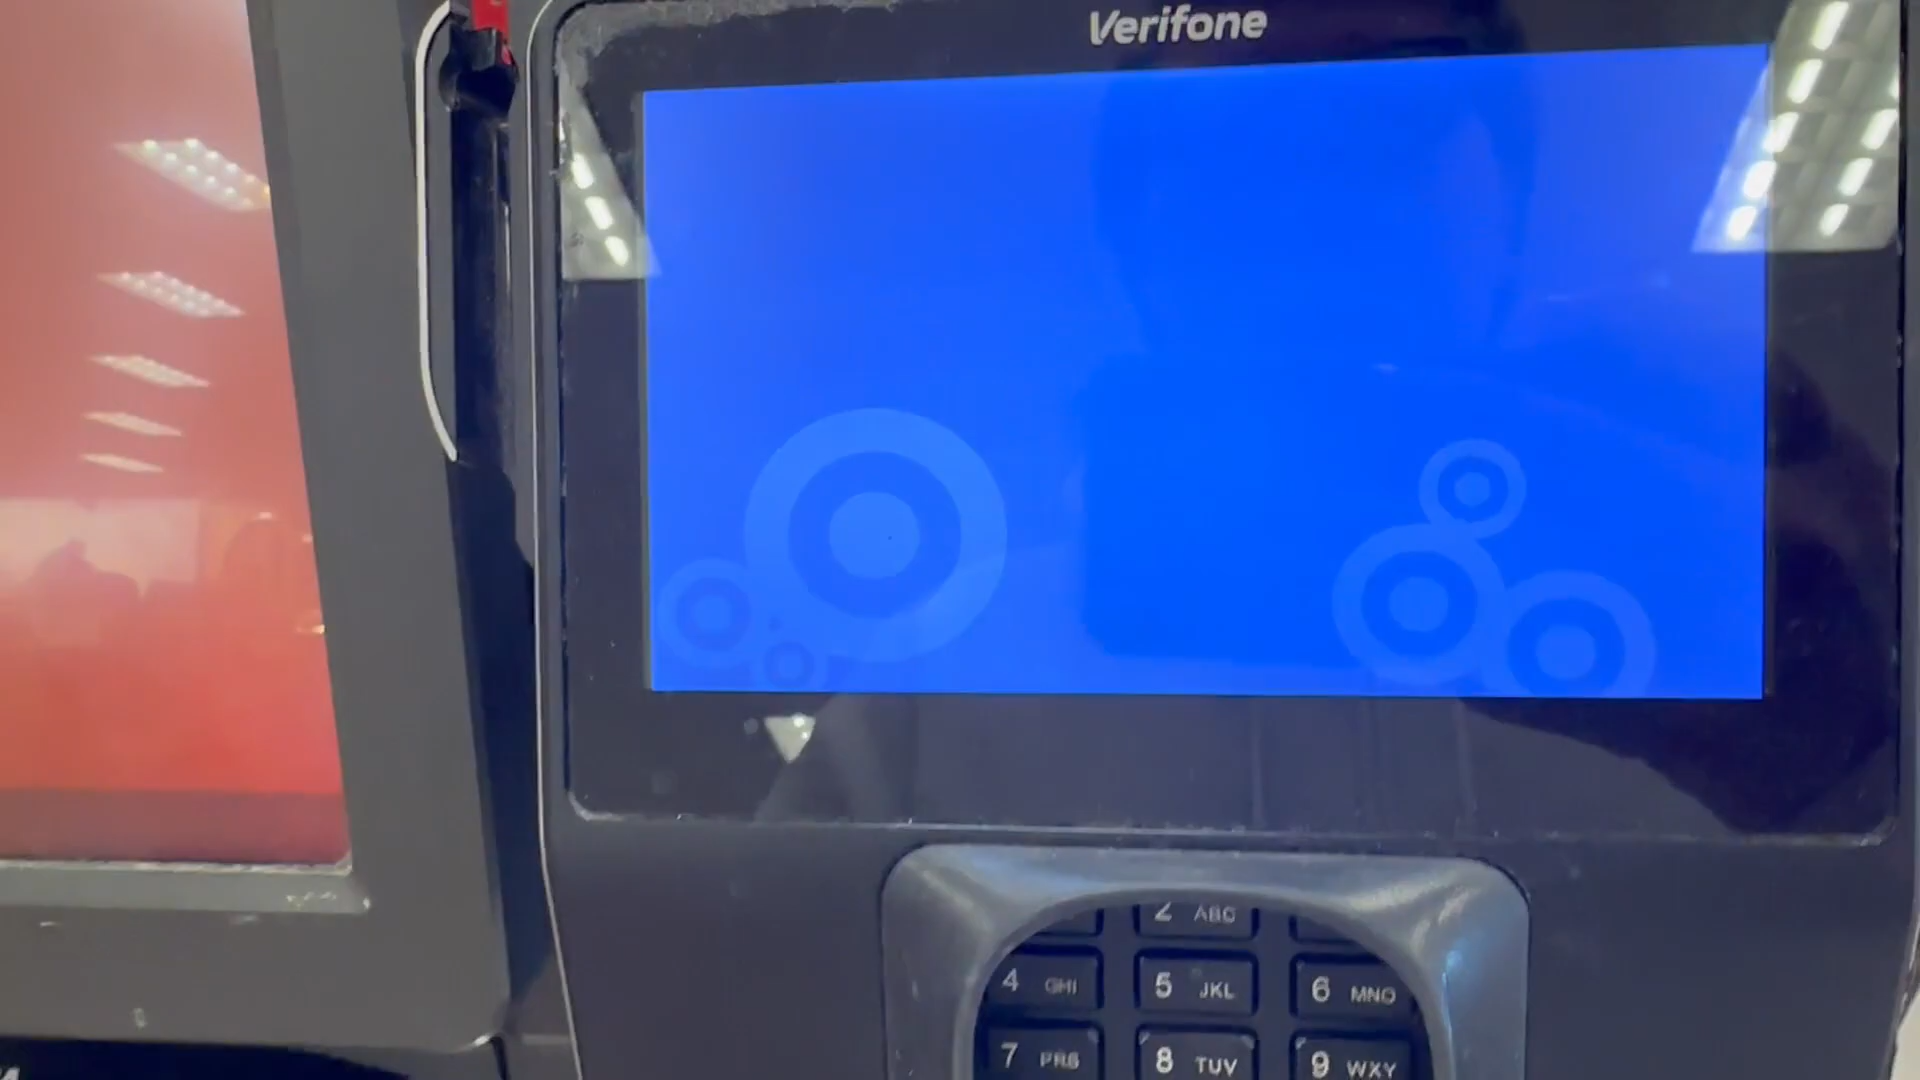 Verifone
2 ABC
4 GHI
5 JKL
6 MNO
7 PRS
8 TUV
9 WXY